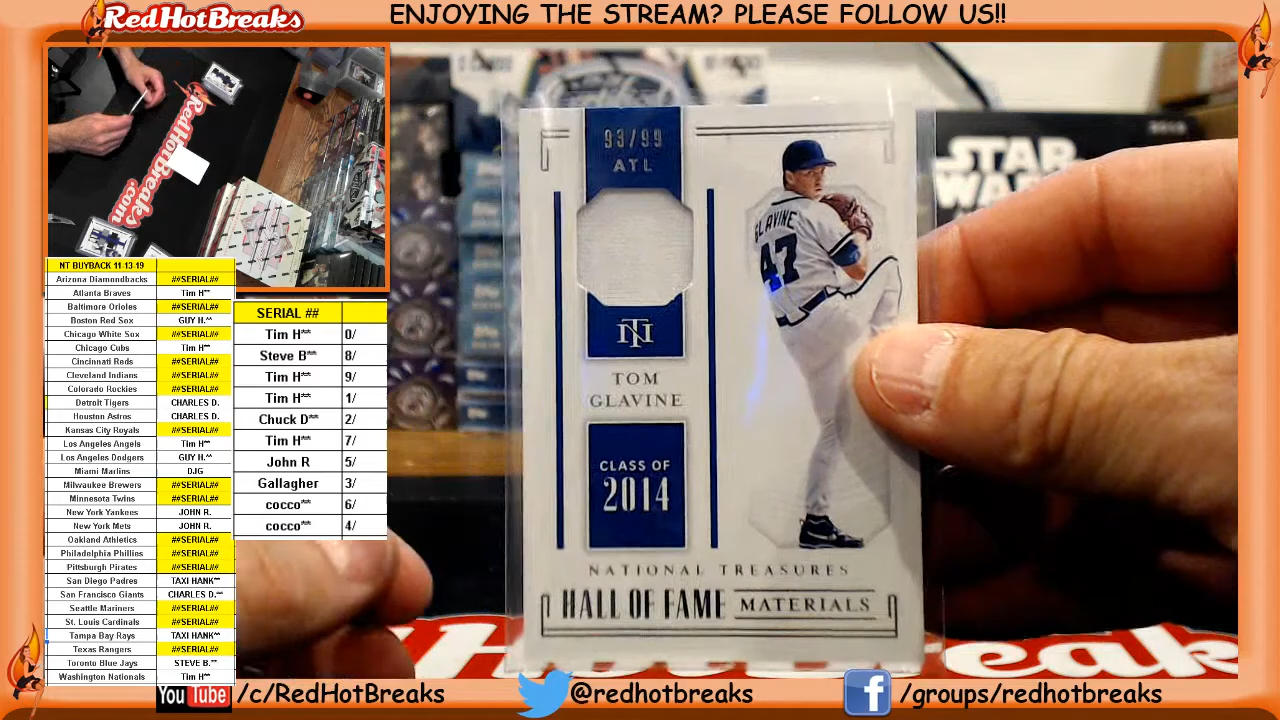 RedHotBreaks
ENJOYING THE STREAM? PLEASE FOLLOW US!!
RedHotBreaks.com
NT BUYBACK 11-13-19
Arizona Diamondbacks ##SERIAL##
Atlanta Braves Tim H**
Baltimore Orioles ##SERIAL##
Boston Red Sox GUY H.^^
Chicago White Sox ##SERIAL##
Chicago Cubs Tim H**
Cincinnati Reds ##SERIAL##
Cleveland Indians ##SERIAL##
Colorado Rockies ##SERIAL##
Detroit Tigers CHARLES D.
Houston Astros CHARLES D.
Kansas City Royals ##SERIAL##
Los Angeles Angels Tim H**
Los Angeles Dodgers GUY H.^^
Miami Marlins DJG
Milwaukee Brewers ##SERIAL##
Minnesota Twins ##SERIAL##
New York Yankees JOHN R.
New York Mets JOHN R.
Oakland Athletics ##SERIAL##
Philadelphia Phillies ##SERIAL##
Pittsburgh Pirates ##SERIAL##
San Diego Padres TAXI HANK**
San Francisco Giants CHARLES D.**
Seattle Mariners ##SERIAL##
St. Louis Cardinals ##SERIAL##
Tampa Bay Rays TAXI HANK**
Texas Rangers ##SERIAL##
Toronto Blue Jays STEVE B.**
Washington Nationals Tim H**
SERIAL ##
Tim H** 0/
Steve B** 8/
Tim H** 9/
Tim H** 1/
Chuck D** 2/
Tim H** 7/
John R 5/
Gallagher 3/
cocco** 6/
cocco** 4/
93/99
ATL
NT
TOM
GLAVINE
CLASS OF
2014
GLAVINE
47
NATIONAL TREASURES
HALL OF FAME MATERIALS
STAR
WARS
You Tube /c/RedHotBreaks
@redhotbreaks
f /groups/redhotbreaks